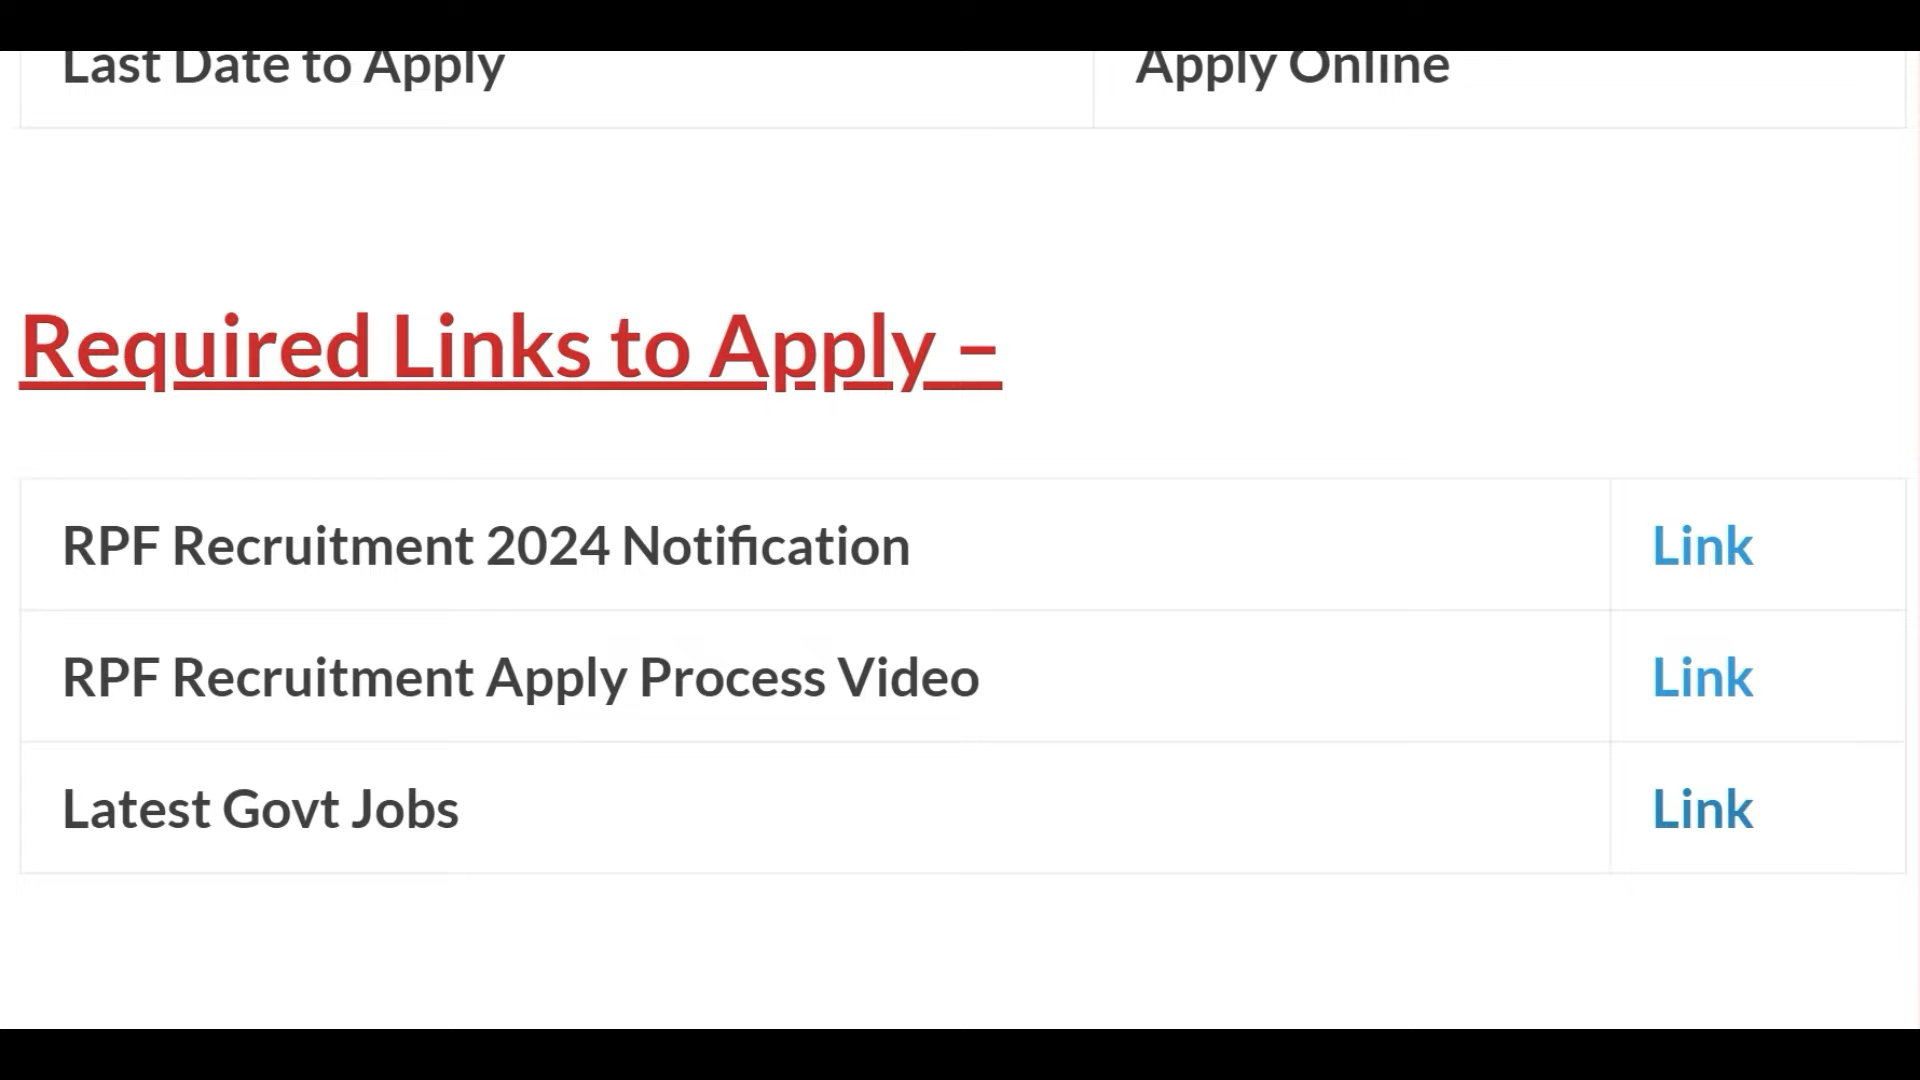 Last Date to Apply Apply Online
Required Links to Apply –
RPF Recruitment 2024 Notification Link
RPF Recruitment Apply Process Video Link
Latest Govt Jobs Link